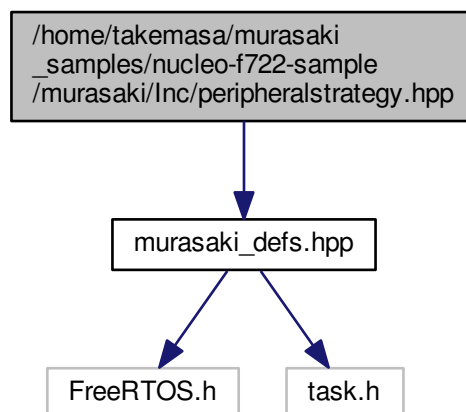 /home/takemasa/murasaki
_samples/nucleo-f722-sample
/murasaki/Inc/peripheralstrategy.hpp
murasaki_defs.hpp
FreeRTOS.h
task.h